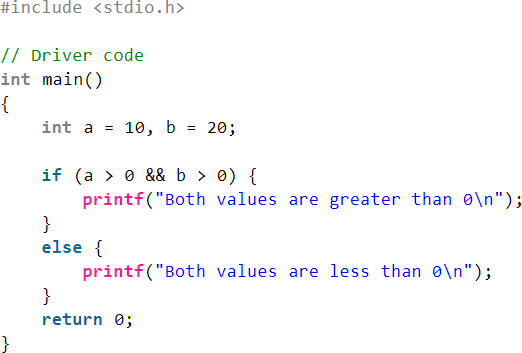 #include <stdio.h>

// Driver code
int main()
{
    int a = 10, b = 20;

    if (a > 0 && b > 0) {
        printf("Both values are greater than 0\n");
    }
    else {
        printf("Both values are less than 0\n");
    }
    return 0;
}